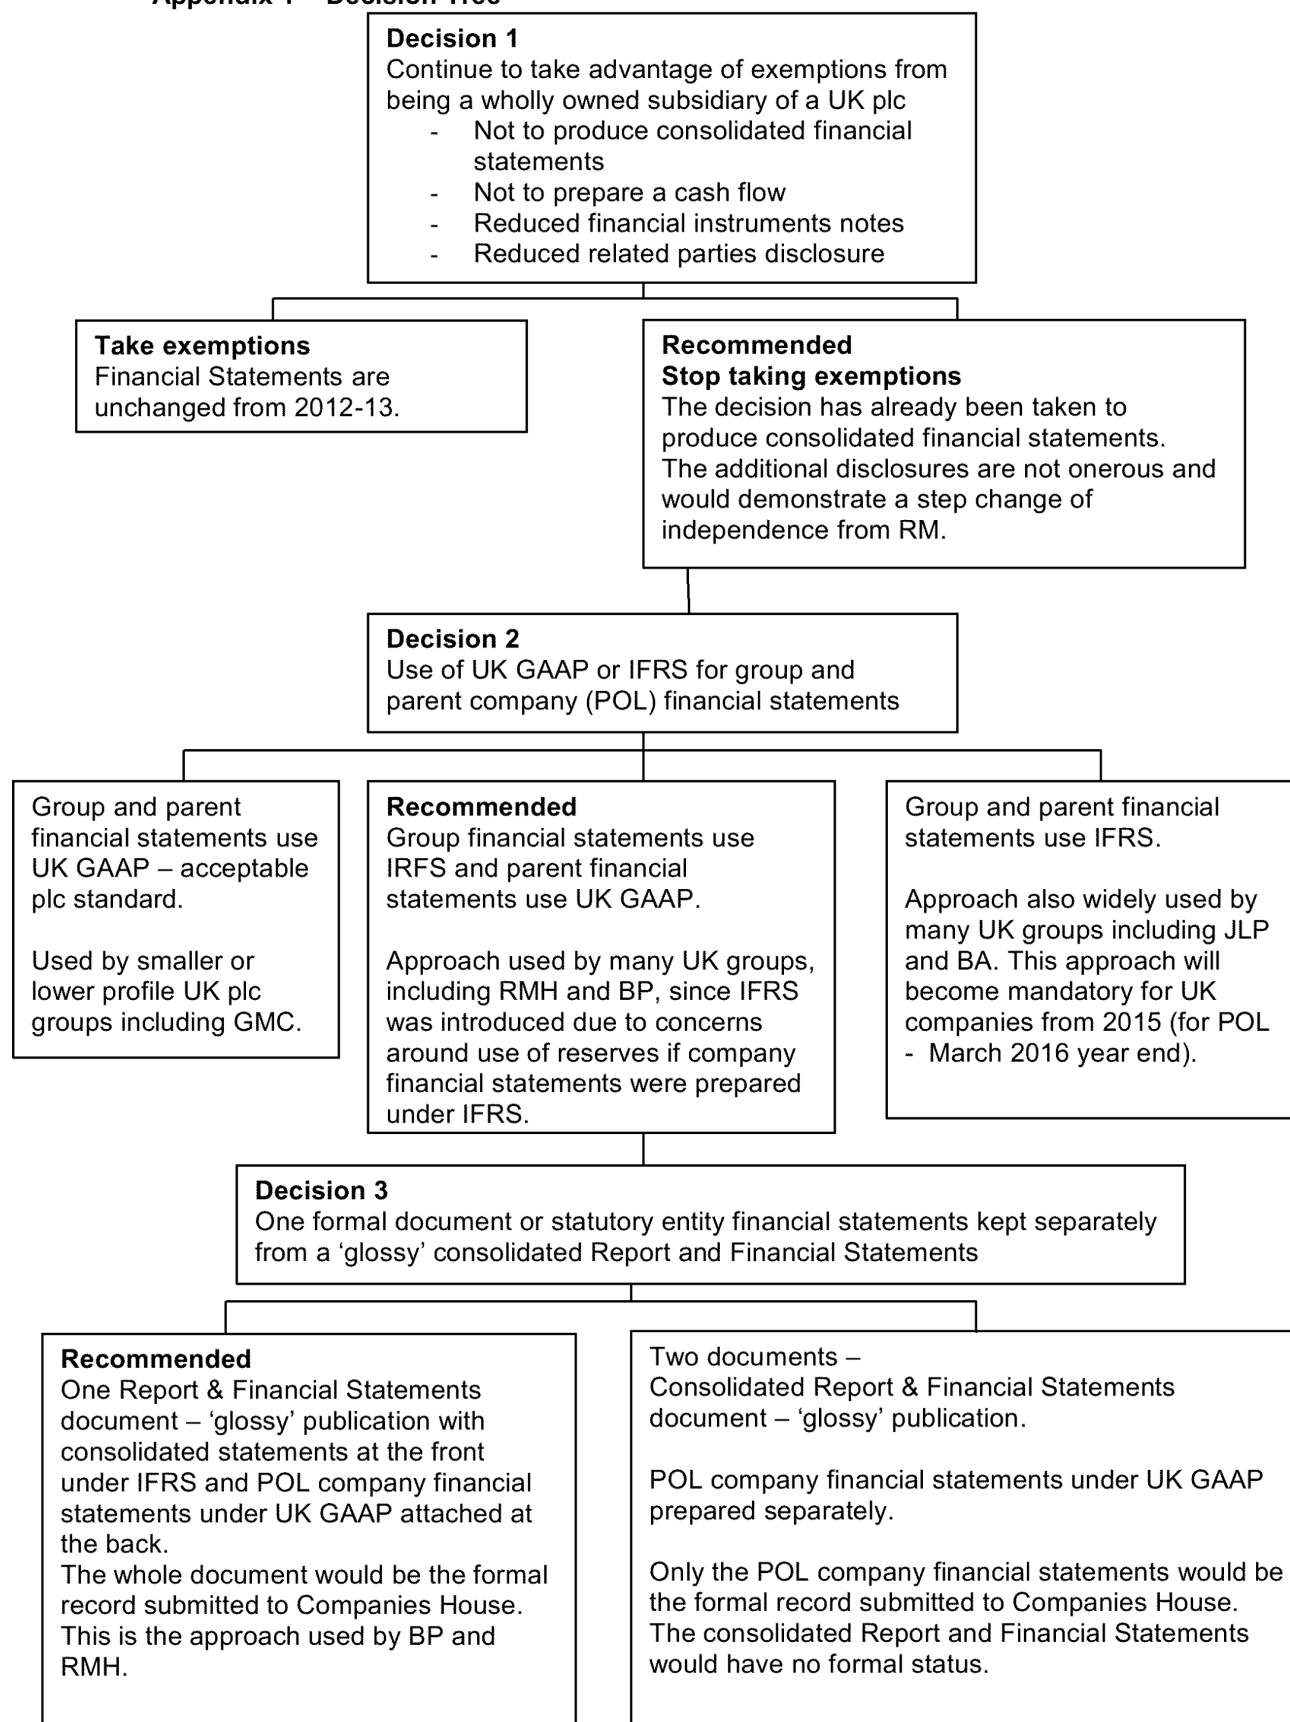 Appendix 1 – Decision Tree
Decision 1
Continue to take advantage of exemptions from
being a wholly owned subsidiary of a UK plc
- Not to produce consolidated financial
statements
- Not to prepare a cash flow
- Reduced financial instruments notes
- Reduced related parties disclosure
Take exemptions
Financial Statements are
unchanged from 2012-13.
Recommended
Stop taking exemptions
The decision has already been taken to
produce consolidated financial statements.
The additional disclosures are not onerous and
would demonstrate a step change of
independence from RM.
Decision 2
Use of UK GAAP or IFRS for group and
parent company (POL) financial statements
Group and parent
financial statements use
UK GAAP – acceptable
plc standard.
Used by smaller or
lower profile UK plc
groups including GMC.
Recommended
Group financial statements use
IRFS and parent financial
statements use UK GAAP.
Approach used by many UK groups,
including RMH and BP, since IFRS
was introduced due to concerns
around use of reserves if company
financial statements were prepared
under IFRS.
Group and parent financial
statements use IFRS.
Approach also widely used by
many UK groups including JLP
and BA. This approach will
become mandatory for UK
companies from 2015 (for POL
- March 2016 year end).
Decision 3
One formal document or statutory entity financial statements kept separately
from a ‘glossy’ consolidated Report and Financial Statements
Recommended
One Report & Financial Statements
document – ‘glossy’ publication with
consolidated statements at the front
under IFRS and POL company financial
statements under UK GAAP attached at
the back.
The whole document would be the formal
record submitted to Companies House.
This is the approach used by BP and
RMH.
Two documents –
Consolidated Report & Financial Statements
document – ‘glossy’ publication.
POL company financial statements under UK GAAP
prepared separately.
Only the POL company financial statements would be
the formal record submitted to Companies House.
The consolidated Report and Financial Statements
would have no formal status.